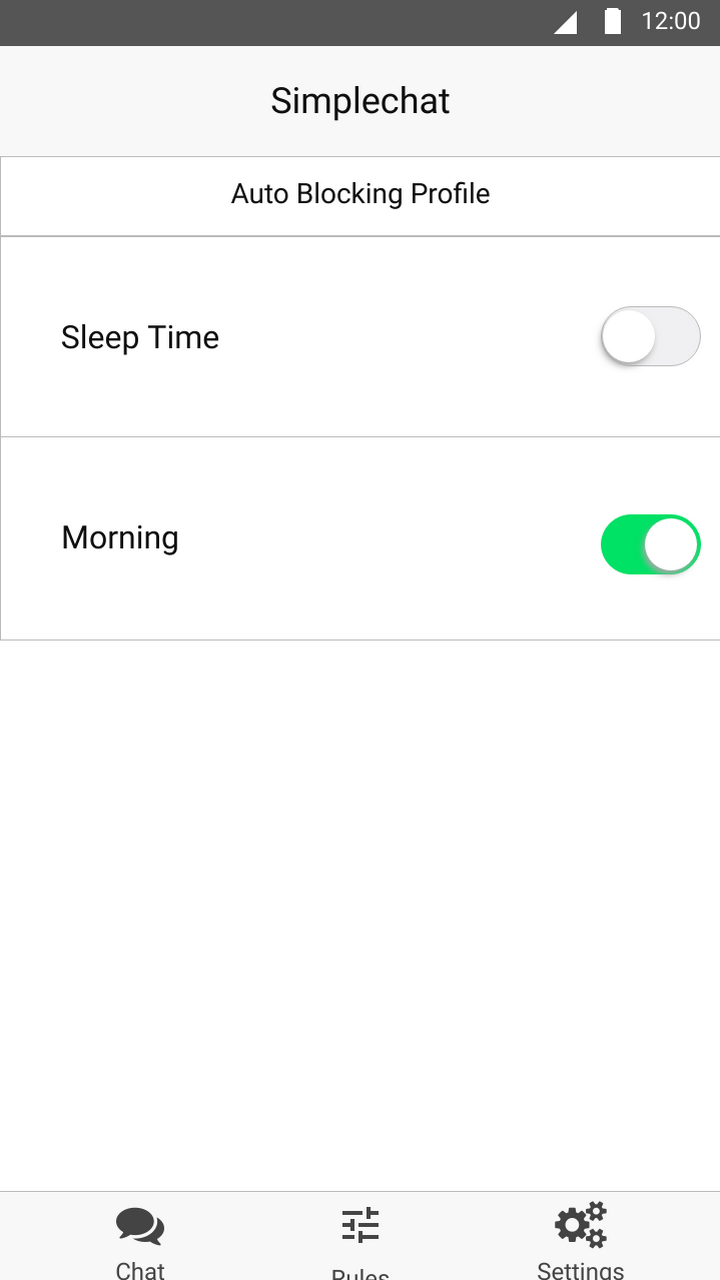 12:00
Simplechat
Auto Blocking Profile
Sleep Time
Morning
Chat
Rules
Settings